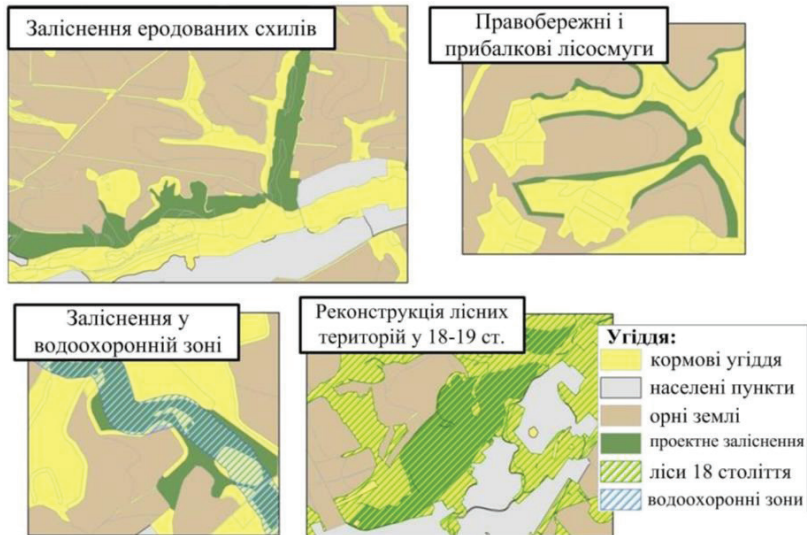 Заліснення еродованих схилів
Правобережні і
прибалкові лісосмуги
Заліснення у
водоохоронній зоні
Реконструкція лісних
територій у 18-19 ст.
Угіддя:
кормові угіддя
населені пункти
орні землі
проектне заліснення
ліси 18 століття
водоохоронні зони